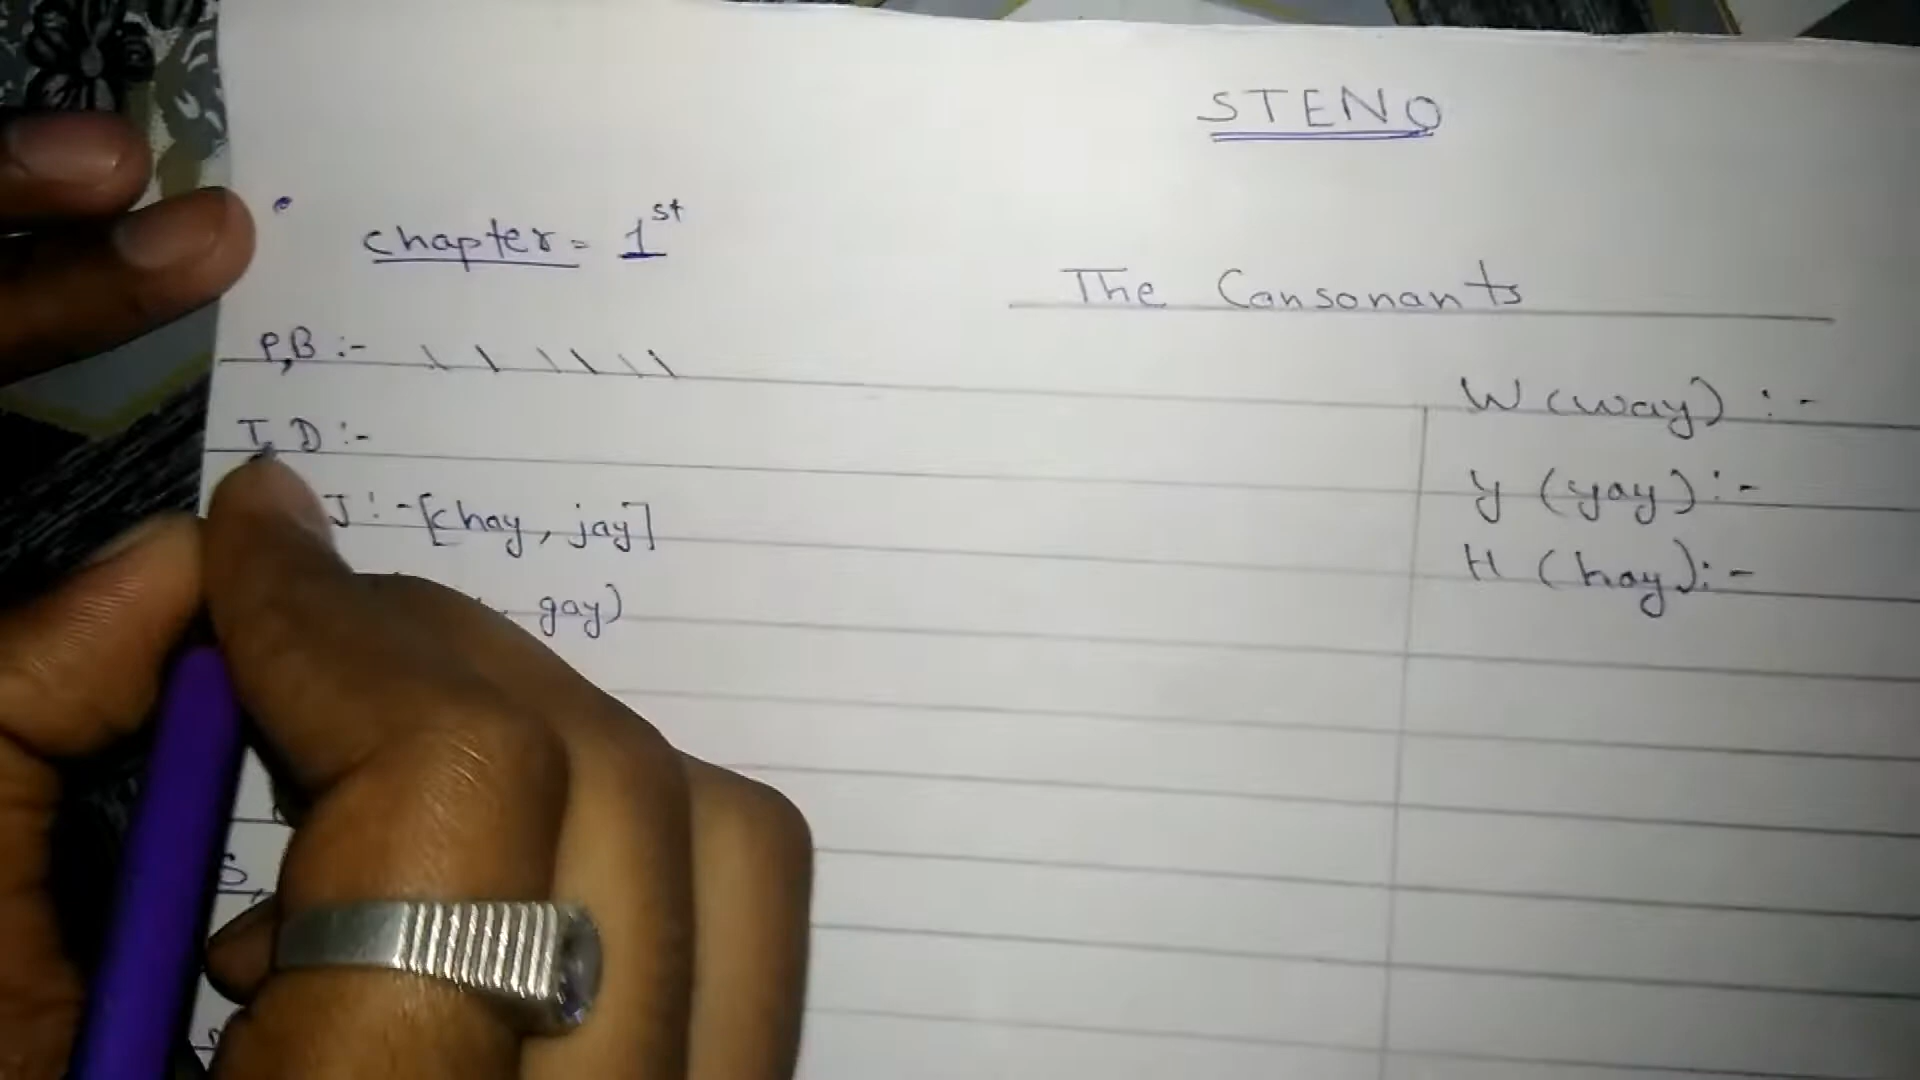 STENO
chapter = 1st
The Consonants
P,B :-
T, D :-
J :- [chay, jay]
gay)
S,
W (way) :-
Y (yay) :-
H (hay) :-